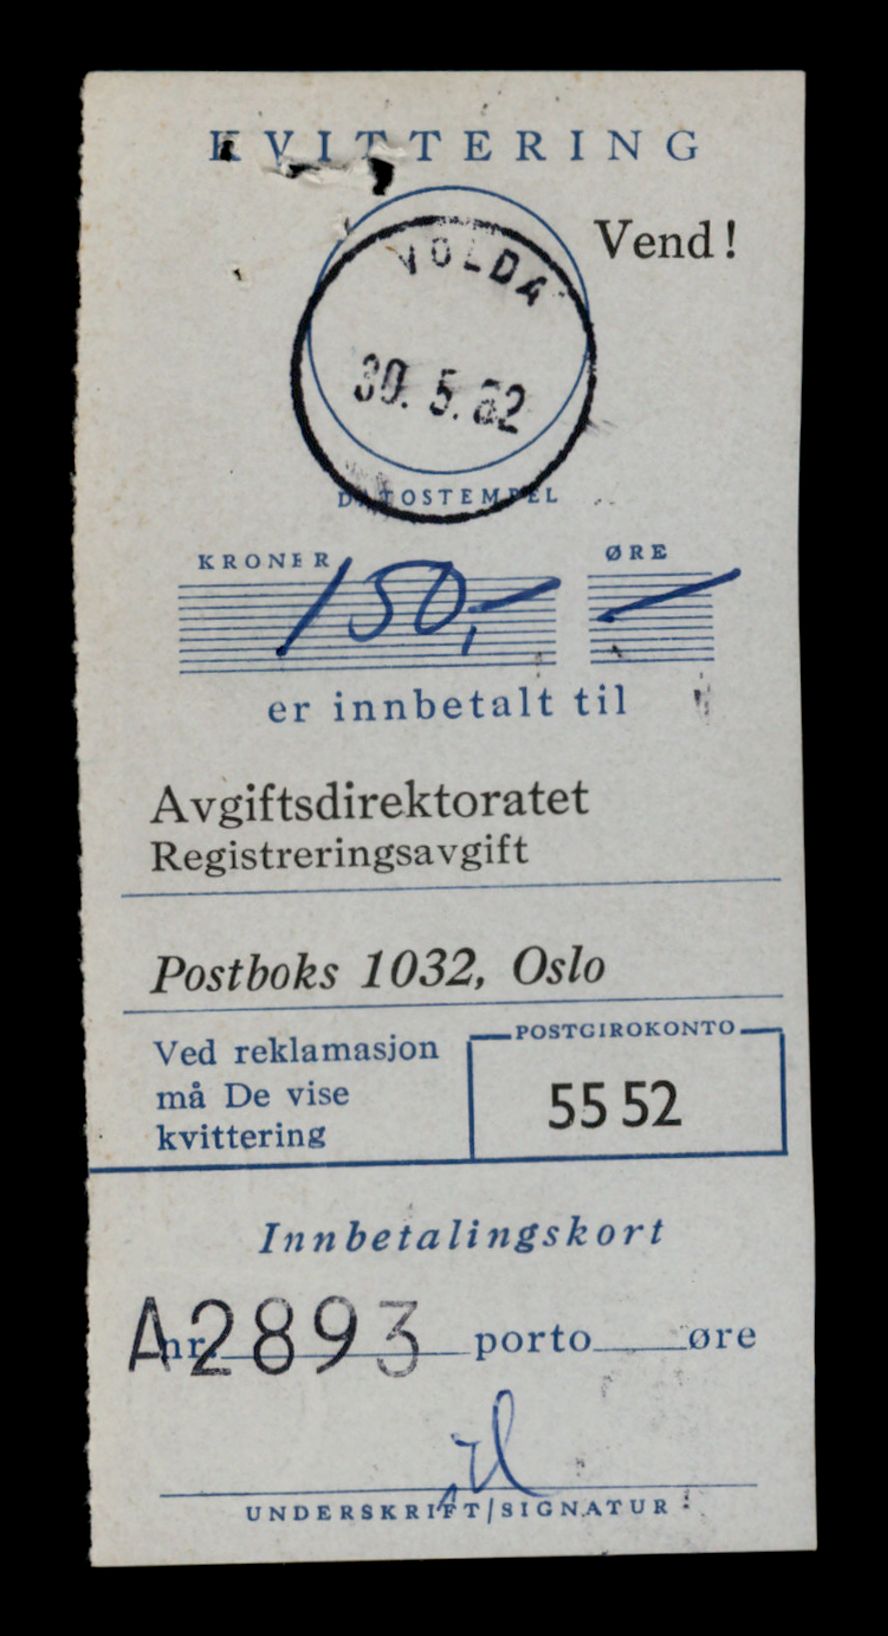 KVITTERING
Vend!
VOLDA
30. 5. 62
DATOSTEMPEL
KRONER ØRE
150,-
er innbetalt til
Avgiftsdirektoratet
Registreringsavgift
Postboks 1032, Oslo
Ved reklamasjon
må De vise
kvittering
POSTGIROKONTO
55 52
Innbetalingskort
A nr 2893 porto øre
UNDERSKRIFT/SIGNATUR